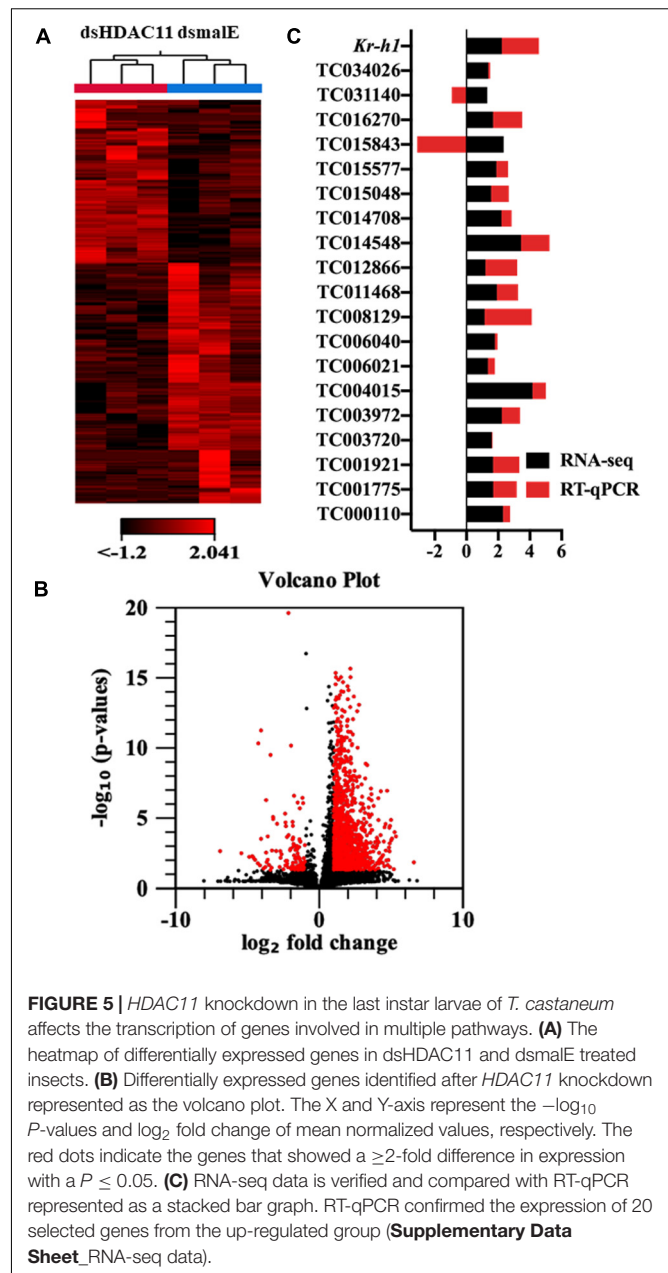 A
dsHDAC11 dsmalE
<-1.2 2.041
C
Kr-h1
TC034026
TC031140
TC016270
TC015843
TC015577
TC015048
TC014708
TC014548
TC012866
TC011468
TC008129
TC006040
TC006021
TC004015
TC003972
TC003720
TC001921
TC001775
TC000110
RNA-seq
RT-qPCR
-2 0 2 4 6
B
Volcano Plot
-log₁₀ (p-values)
20
15
10
5
0
-10 0 10
log₂ fold change
FIGURE 5 | HDAC11 knockdown in the last instar larvae of T. castaneum
affects the transcription of genes involved in multiple pathways. (A) The
heatmap of differentially expressed genes in dsHDAC11 and dsmalE treated
insects. (B) Differentially expressed genes identified after HDAC11 knockdown
represented as the volcano plot. The X and Y-axis represent the −log₁₀
P-values and log₂ fold change of mean normalized values, respectively. The
red dots indicate the genes that showed a ≥2-fold difference in expression
with a P ≤ 0.05. (C) RNA-seq data is verified and compared with RT-qPCR
represented as a stacked bar graph. RT-qPCR confirmed the expression of 20
selected genes from the up-regulated group (Supplementary Data
Sheet_RNA-seq data).